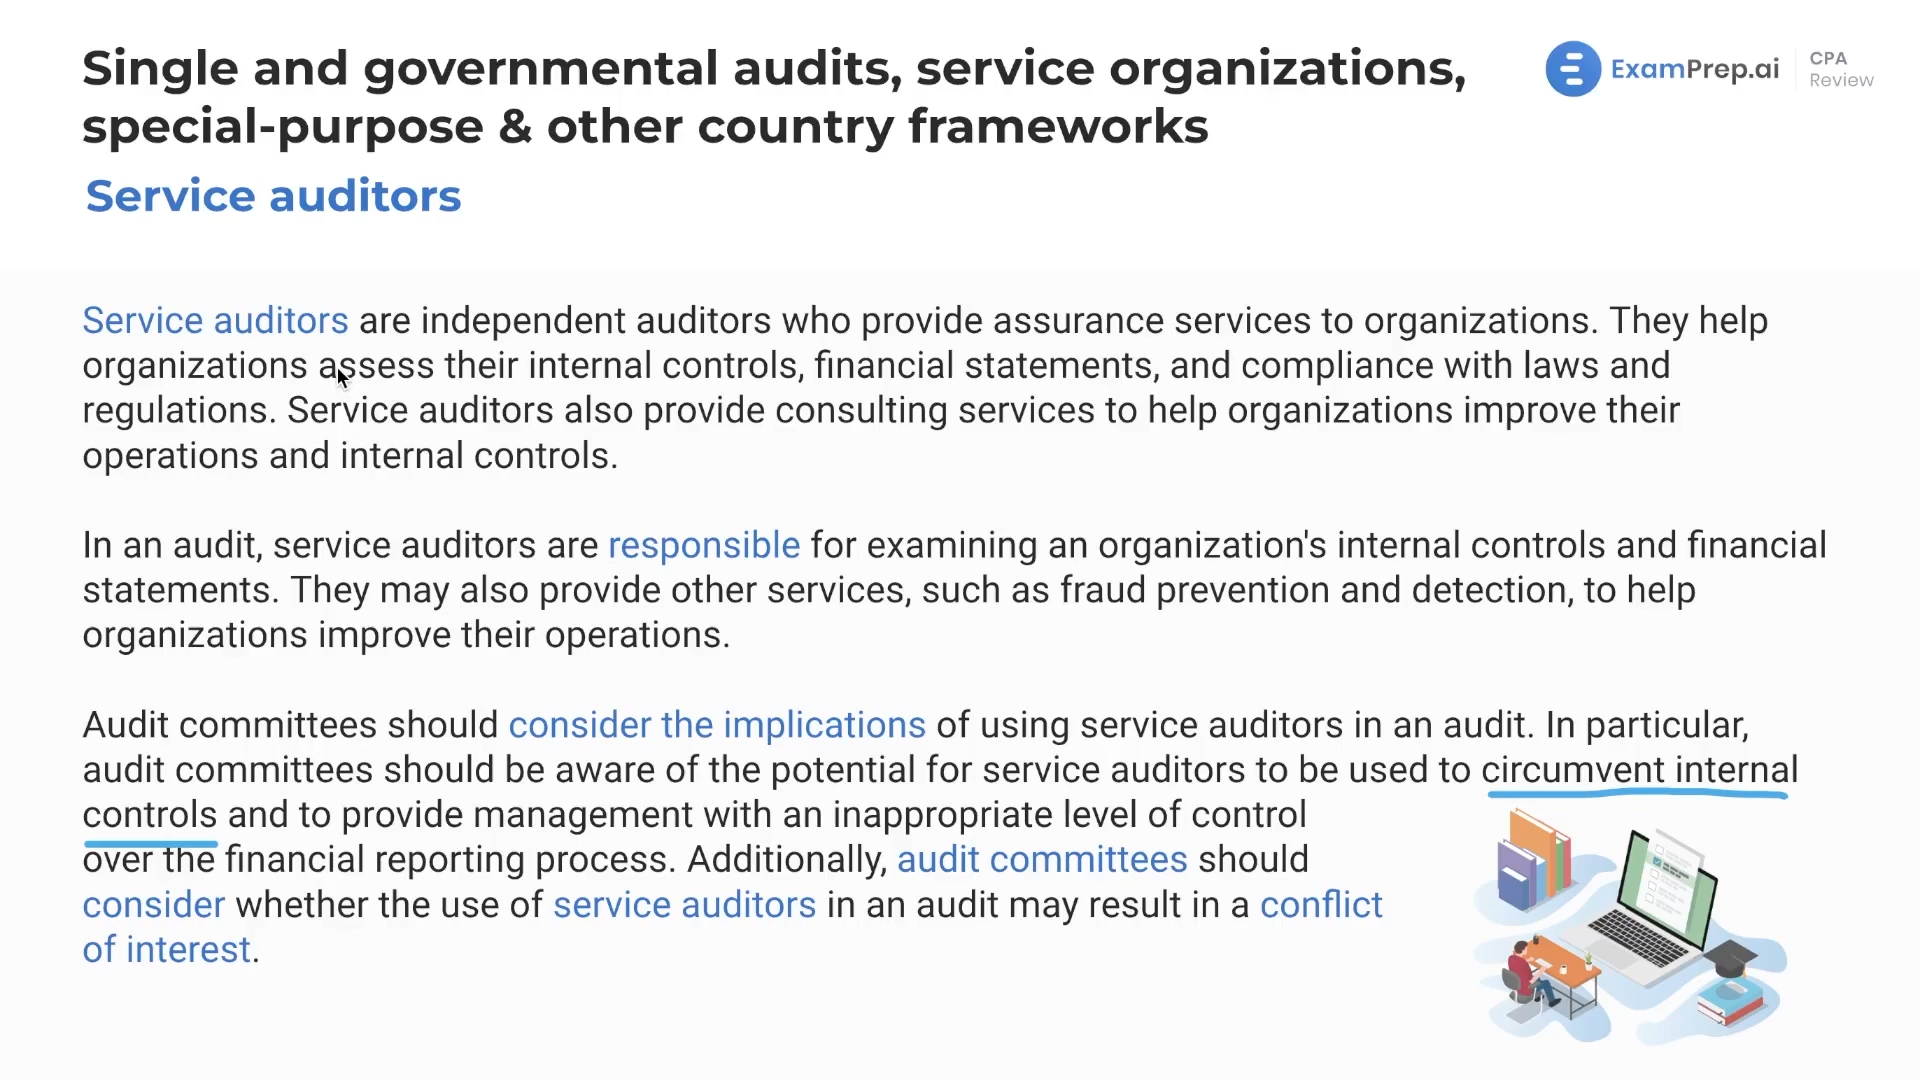 Single and governmental audits, service organizations,
special-purpose & other country frameworks
ExamPrep.ai
CPA
Review
Service auditors
Service auditors are independent auditors who provide assurance services to organizations. They help
organizations assess their internal controls, financial statements, and compliance with laws and
regulations. Service auditors also provide consulting services to help organizations improve their
operations and internal controls.
In an audit, service auditors are responsible for examining an organization's internal controls and financial
statements. They may also provide other services, such as fraud prevention and detection, to help
organizations improve their operations.
Audit committees should consider the implications of using service auditors in an audit. In particular,
audit committees should be aware of the potential for service auditors to be used to circumvent internal
controls and to provide management with an inappropriate level of control
over the financial reporting process. Additionally, audit committees should
consider whether the use of service auditors in an audit may result in a conflict
of interest.